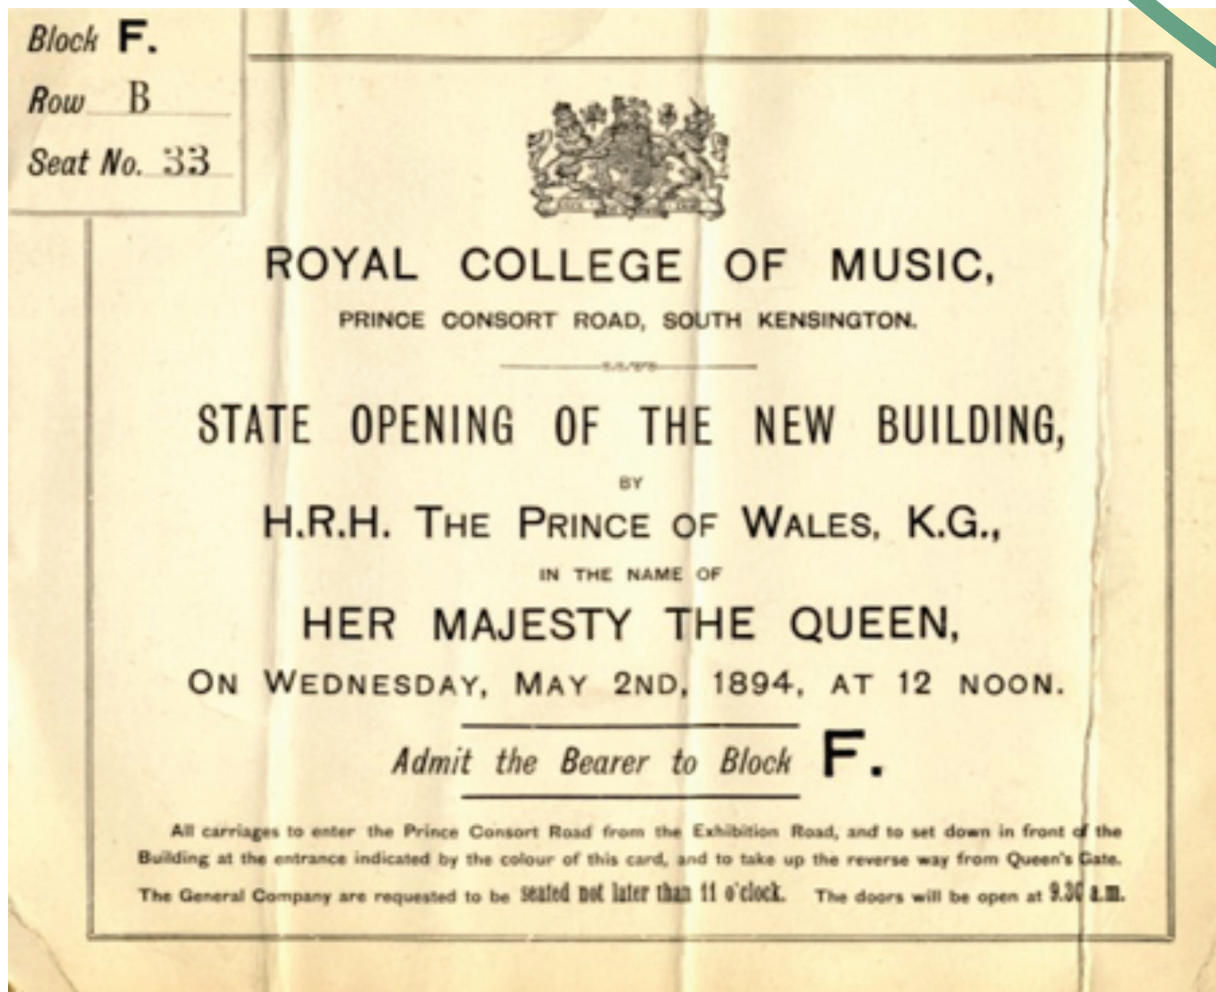 Block F.
Row B
Seat No. 33
ROYAL COLLEGE OF MUSIC,
PRINCE CONSORT ROAD, SOUTH KENSINGTON.
STATE OPENING OF THE NEW BUILDING,
BY
H.R.H. THE PRINCE OF WALES, K.G.,
IN THE NAME OF
HER MAJESTY THE QUEEN,
ON WEDNESDAY, MAY 2ND, 1894, AT 12 NOON.
Admit the Bearer to Block F.
All carriages to enter the Prince Consort Road from the Exhibition Road, and to set down in front of the
Building at the entrance indicated by the colour of this card, and to take up the reverse way from Queen's Gate.
The General Company are requested to be seated not later than 11 o'clock. The doors will be open at 9.30 a.m.